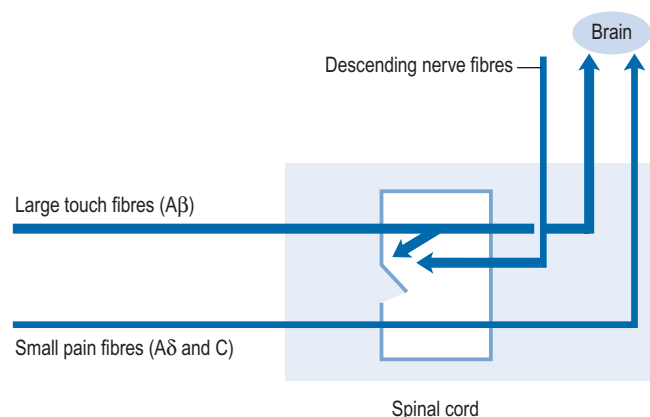 Brain
Descending nerve fibres
Large touch fibres (Aβ)
Small pain fibres (Aδ and C)
Spinal cord